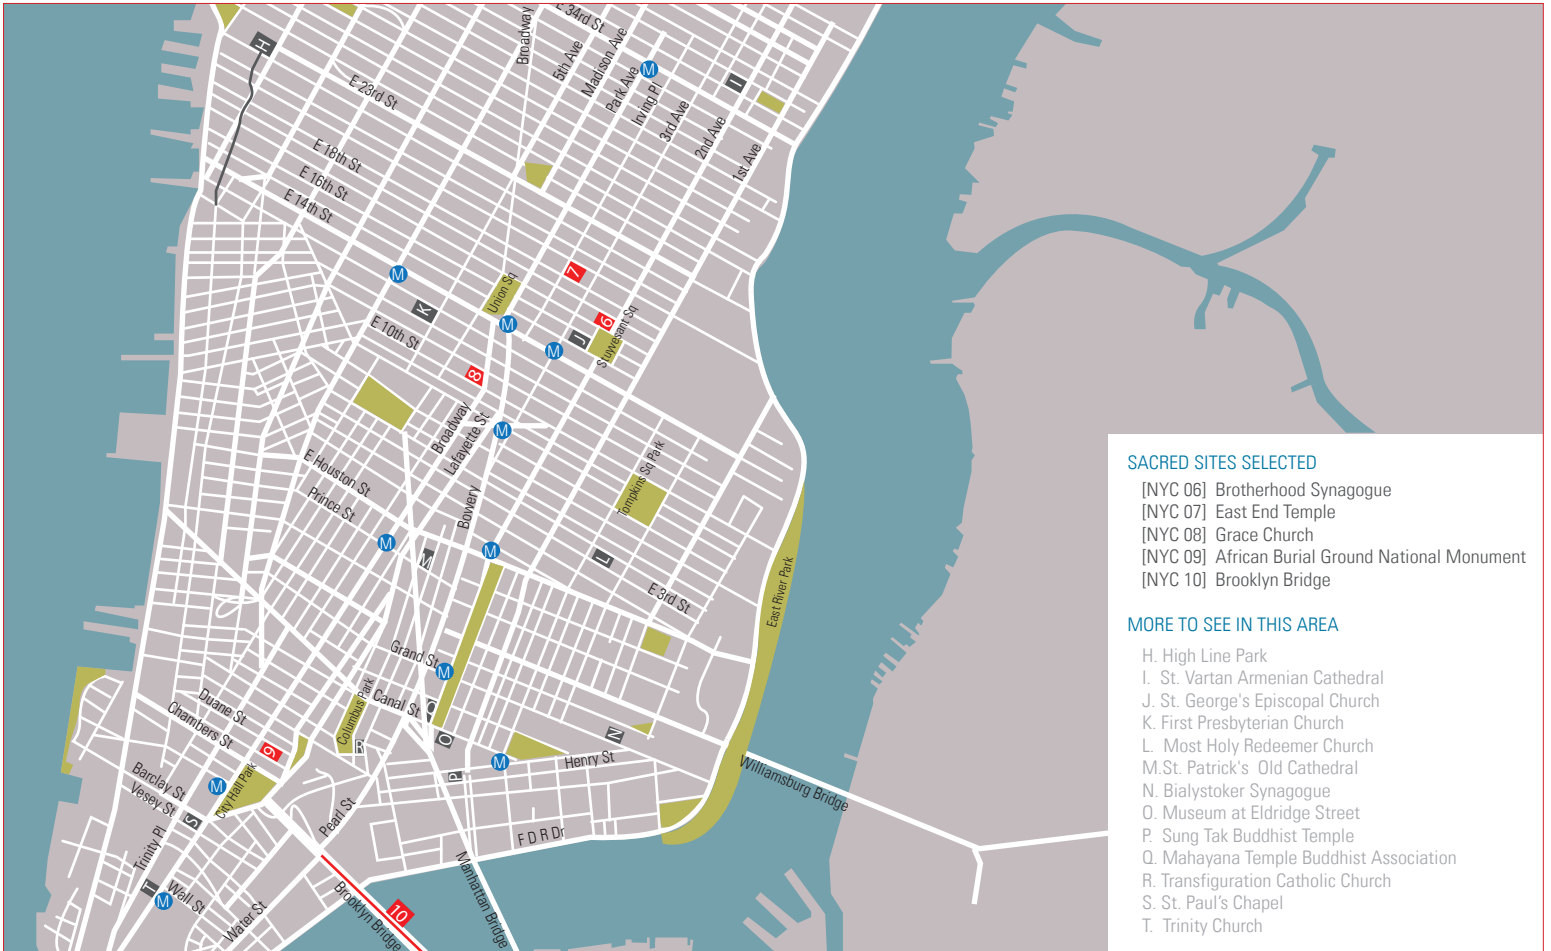 E 34rd St
Broadway
5th Ave
Madison Ave
Park Ave
M
Irving Pl
3rd Ave
2nd Ave
1st Ave
H
I
E 23rd St
E 18th St
E 16th St
E 14th St
M
K
Union Sq
7
6
J
Stuyvesant Sq
M
M
E 10th St
8
Broadway
Lafayette St
M
E Houston St
Prince St
Bowery
Tompkins Sq Park
M
M
M
L
E 3rd St
East River Park
Grand St
M
Canal St
Columbus Park
Q
O
R
P
N
M
Henry St
Duane St
Chambers St
9
City Hall Park
M
Barclay St
Vesey St
S
Trinity Pl
Pearl St
F D R Dr
Williamsburg Bridge
T
M
Wall St
Water St
Brooklyn Bridge
10
Manhattan Bridge
SACRED SITES SELECTED
[NYC 06] Brotherhood Synagogue
[NYC 07] East End Temple
[NYC 08] Grace Church
[NYC 09] African Burial Ground National Monument
[NYC 10] Brooklyn Bridge
MORE TO SEE IN THIS AREA
H. High Line Park
I. St. Vartan Armenian Cathedral
J. St. George's Episcopal Church
K. First Presbyterian Church
L. Most Holy Redeemer Church
M.St. Patrick's Old Cathedral
N. Bialystoker Synagogue
O. Museum at Eldridge Street
P. Sung Tak Buddhist Temple
Q. Mahayana Temple Buddhist Association
R. Transfiguration Catholic Church
S. St. Paul's Chapel
T. Trinity Church